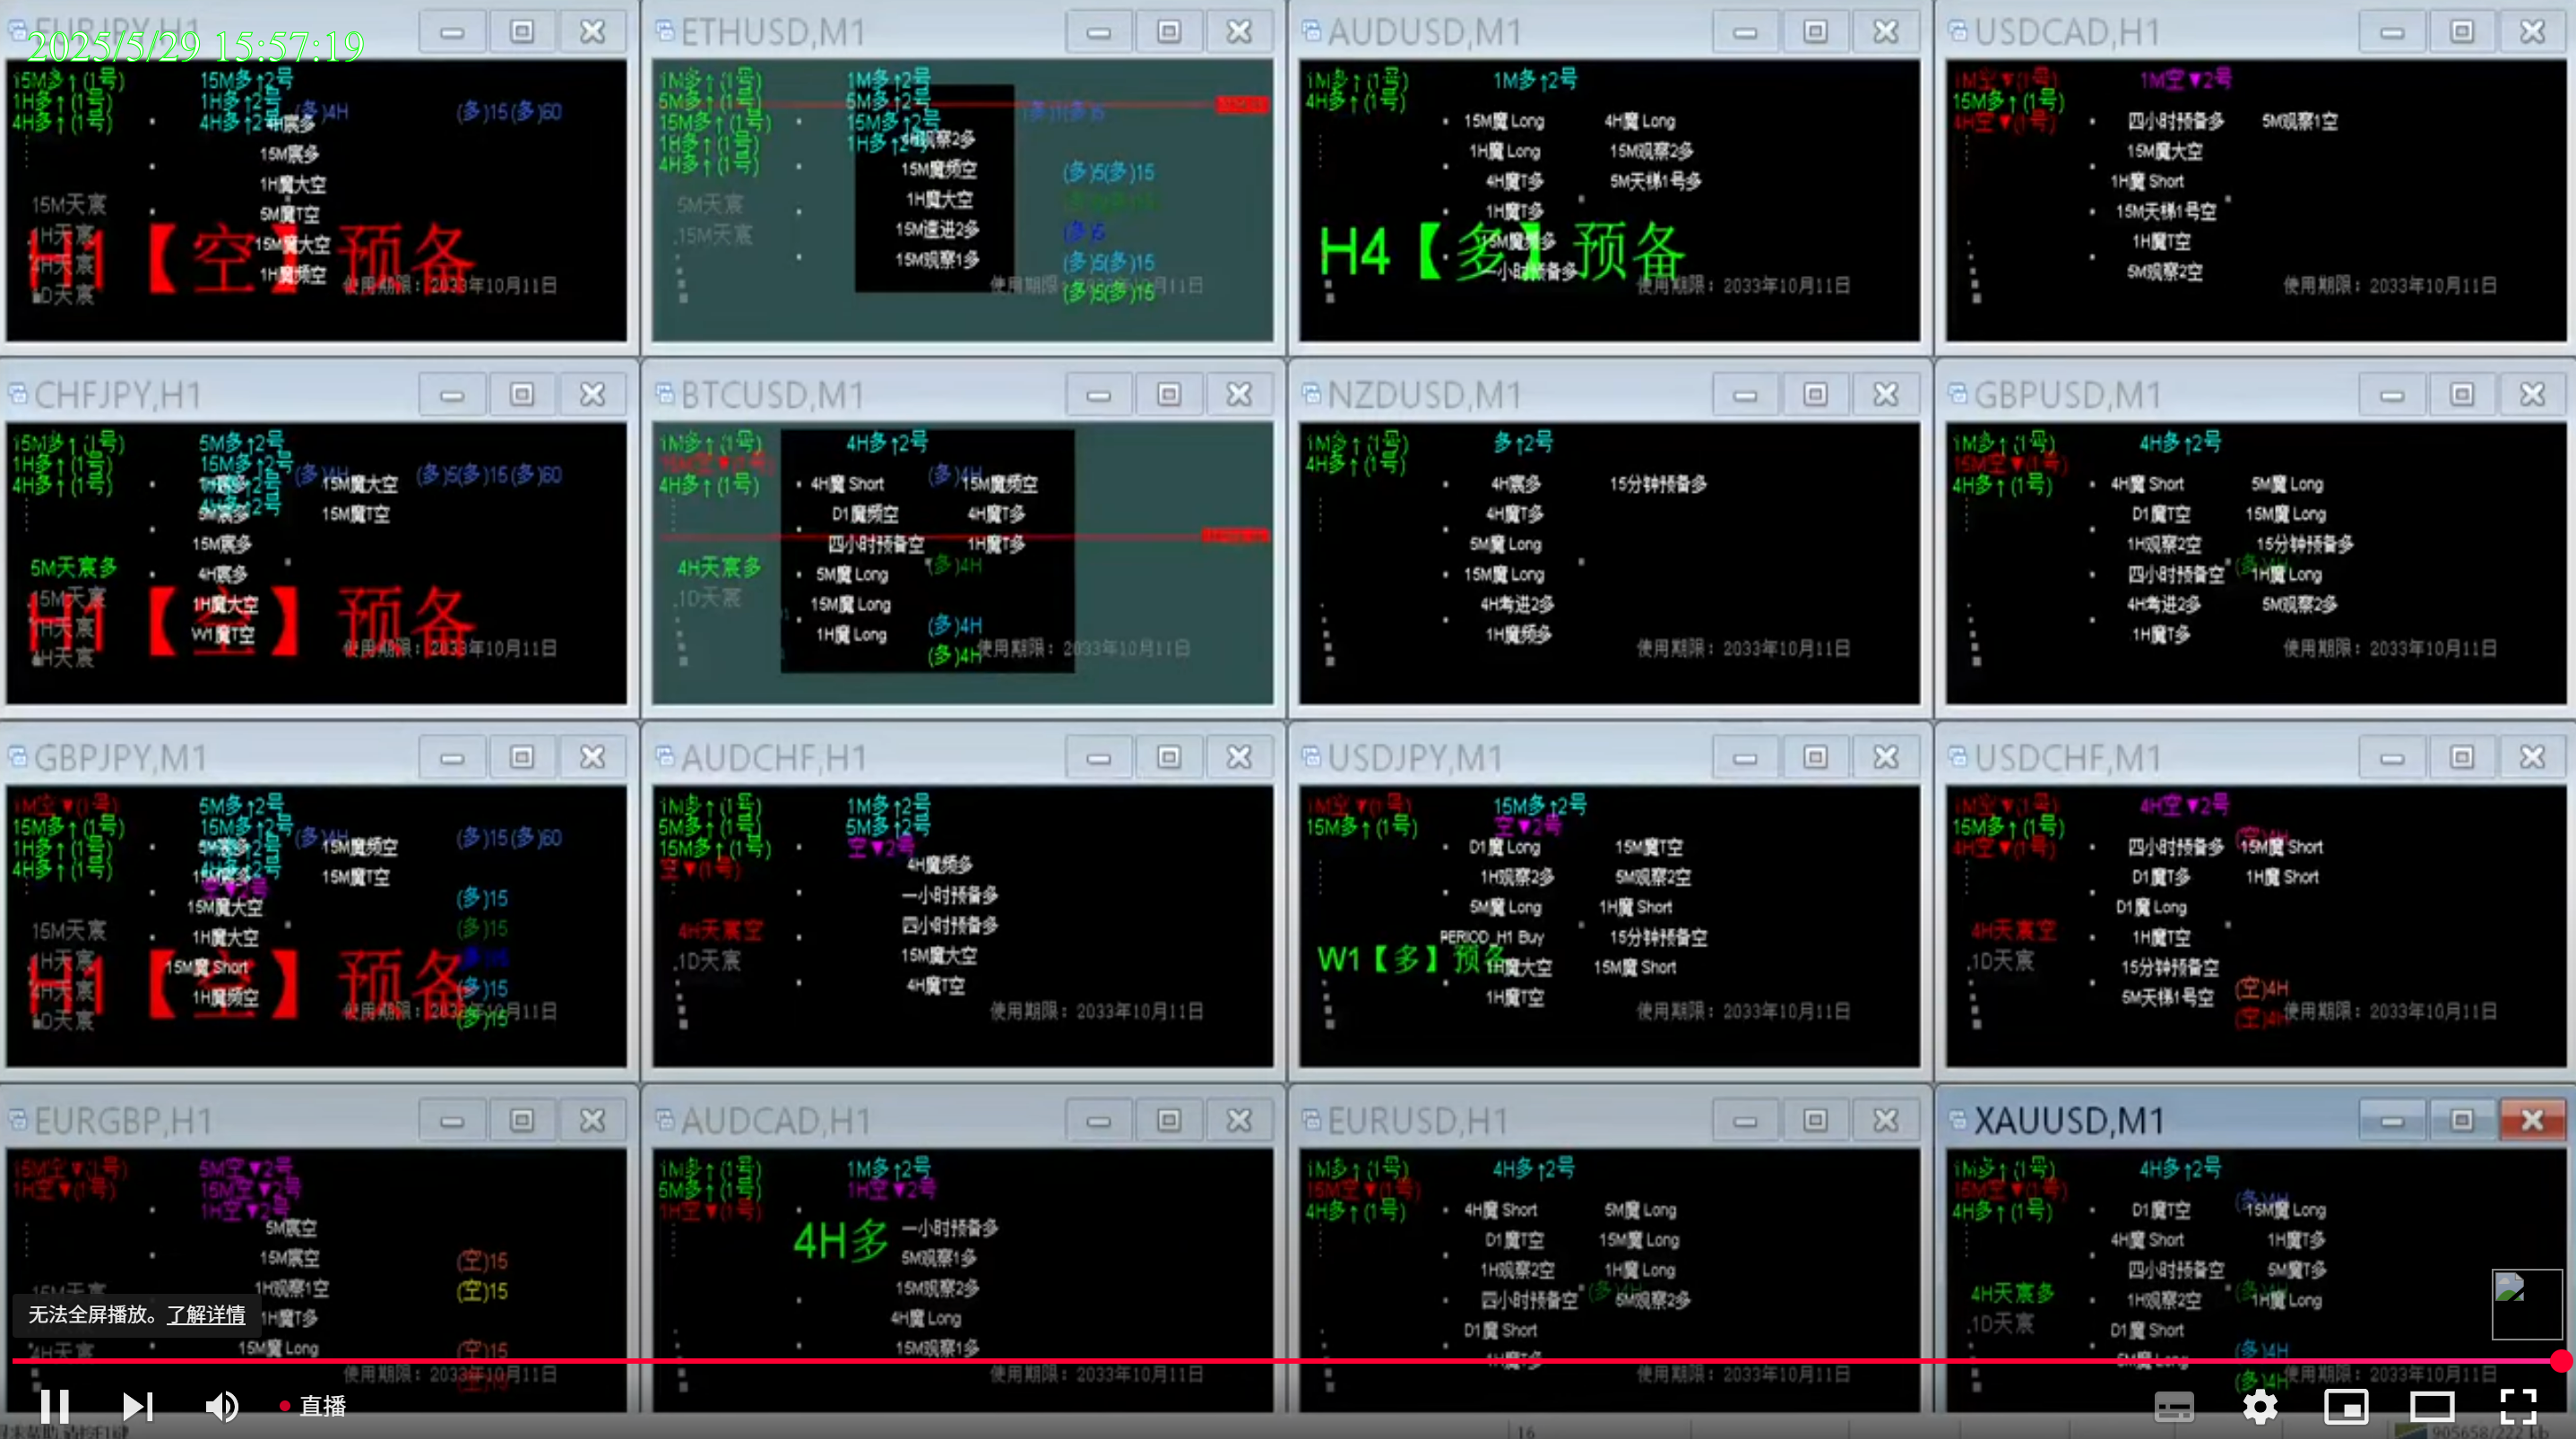 EURJPY,H1
2025/5/29 15:57:19
15M多↑(1号)
1H多↑(1号)
4H多↑(1号)
15M多↑2号
1H多↑2号
4H多↑2号
(多)4H
(多)15(多)60
4H宸多
15M宸多
1H魔大空
5M魔T空
15M魔大空
1H魔频空
15M天宸
1H天宸
4H天宸
1D天宸
H1【空】预备
使用期限：2033年10月11日
ETHUSD,M1
1M多↑(1号)
5M多↑(1号)
15M多↑(1号)
1H多↑(1号)
4H多↑(1号)
1M多↑2号
5M多↑2号
15M多↑2号
1H多↑2号
15M魔频空
1H魔大空
15M速进2多
15M观察1多
5M天宸
15M天宸
(多)5(多)15
(多)5
(多)5(多)15
(多)5(多)15
AUDUSD,M1
1M多↑(1号)
4H多↑(1号)
1M多↑2号
15M魔 Long
1H魔 Long
4H魔T多
1H魔T多
15M魔频多
一小时预备多
4H魔 Long
15M观察2多
5M天梯1号多
H4【多】预备
使用期限：2033年10月11日
USDCAD,H1
1M空▼(1号)
15M多↑(1号)
4H空▼(1号)
1M空▼2号
四小时预备多
15M魔大空
1H魔 Short
15M天梯1号空
1H魔T空
5M观察2空
5M观察1空
使用期限：2033年10月11日
CHFJPY,H1
15M多↑(1号)
1H多↑(1号)
4H多↑(1号)
5M多↑2号
15M多↑2号
(多)4H
(多)5(多)15(多)60
15M魔大空
15M魔T空
5M宸多
15M宸多
4H宸多
1H魔大空
W1魔T空
5M天宸多
15M天宸
1H天宸
4H天宸
H1【空】预备
使用期限：2033年10月11日
BTCUSD,M1
1M多↑(1号)
15M空▼(1号)
4H多↑(1号)
4H多↑2号
4H魔 Short
D1魔频空
四小时预备空
5M魔 Long
15M魔 Long
1H魔 Long
(多)4H
15M魔频空
4H魔T多
1H魔T多
(多)4H
(多)4H
(多)4H
4H天宸多
1D天宸
使用期限：2033年10月11日
NZDUSD,M1
1M多↑(1号)
4H多↑(1号)
多↑2号
4H宸多
4H魔T多
5M魔 Long
15M魔 Long
4H考进2多
1H魔频多
15分钟预备多
使用期限：2033年10月11日
GBPUSD,M1
1M多↑(1号)
15M空▼(1号)
4H多↑(1号)
4H多↑2号
4H魔 Short
D1魔T空
1H观察2空
四小时预备空
4H考进2多
1H魔T多
5M魔 Long
15M魔 Long
15分钟预备多
1H魔 Long
5M观察2多
使用期限：2033年10月11日
GBPJPY,M1
1M空▼(1号)
15M多↑(1号)
1H多↑(1号)
4H多↑(1号)
5M多↑2号
15M多↑2号
空▼2号
(多)4H
(多)15(多)60
15M魔频空
15M魔T空
15M魔大空
1H魔大空
15M魔 Short
1H魔频空
(多)15
(多)15
(多)15
(多)15
15M天宸
1H天宸
4H天宸
1D天宸
H1【空】预备
使用期限：2033年10月11日
AUDCHF,H1
1M多↑(1号)
5M多↑(1号)
15M多↑(1号)
空▼(1号)
1M多↑2号
5M多↑2号
空▼2号
4H魔频多
一小时预备多
四小时预备多
15M魔大空
4H魔T空
4H天宸空
1D天宸
使用期限：2033年10月11日
USDJPY,M1
1M空▼(1号)
15M多↑(1号)
15M多↑2号
空▼2号
D1魔 Long
1H观察2多
5M魔 Long
PERIOD_H1 Buy
1H魔大空
1H魔T空
15M魔T空
5M观察2空
1H魔 Short
15分钟预备空
15M魔 Short
W1【多】预备
使用期限：2033年10月11日
USDCHF,M1
1M空▼(1号)
15M多↑(1号)
4H空▼(1号)
4H空▼2号
四小时预备多
D1魔T多
D1魔 Long
1H魔T空
15分钟预备空
5M天梯1号空
(空)4H
15M魔 Short
1H魔 Short
(空)4H
(空)4H
4H天宸空
1D天宸
使用期限：2033年10月11日
EURGBP,H1
15M空▼(1号)
1H空▼(1号)
5M空▼2号
15M空▼2号
1H空▼2号
5M宸空
15M宸空
1H观察1空
1H魔T多
15M魔 Long
(空)15
(空)15
(空)15
15M天宸
4H天宸
使用期限：2033年10月11日
AUDCAD,H1
1M多↑(1号)
5M多↑(1号)
1H空▼(1号)
1M多↑2号
1H空▼2号
4H多
一小时预备多
5M观察1多
15M观察2多
4H魔 Long
15M观察1多
使用期限：2033年10月11日
EURUSD,H1
1M多↑(1号)
15M空▼(1号)
4H多↑(1号)
4H多↑2号
4H魔 Short
D1魔T空
1H观察2空
四小时预备空
D1魔 Short
1H魔T多
5M魔 Long
15M魔 Long
1H魔 Long
5M观察2多
使用期限：2033年10月11日
XAUUSD,M1
1M多↑(1号)
15M空▼(1号)
4H多↑(1号)
4H多↑2号
D1魔T空
4H魔 Short
四小时预备空
1H观察2空
D1魔 Short
5M魔 Long
(多)4H
15M魔 Long
1H魔T多
5M魔T多
1H魔 Long
(多)4H
(多)4H
4H天宸多
1D天宸
使用期限：2033年10月11日
无法全屏播放。了解详情
直播
16
905658/222 kb